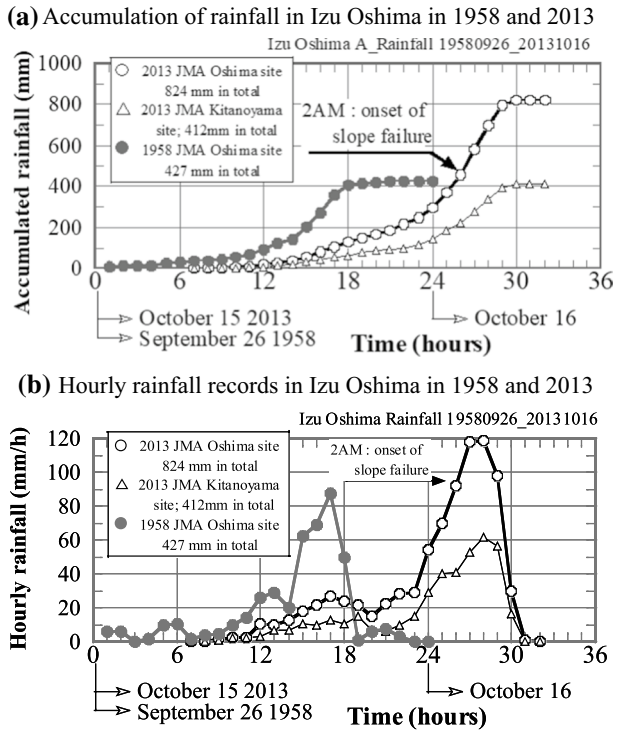 (a) Accumulation of rainfall in Izu Oshima in 1958 and 2013
Izu Oshima A_Rainfall 19580926_20131016
Accumulated rainfall (mm)
1000
800
600
400
200
0
2013 JMA Oshima site
824 mm in total
2013 JMA Kitanoyama
site; 412mm in total
1958 JMA Oshima site
427 mm in total
2AM : onset of
slope failure
0 6 12 18 24 30 36
October 15 2013
September 26 1958
October 16
Time (hours)
(b) Hourly rainfall records in Izu Oshima in 1958 and 2013
Izu Oshima Rainfall 19580926_20131016
Hourly rainfall (mm/h)
120
100
80
60
40
20
0
2013 JMA Oshima site
824 mm in total
2013 JMA Kitanoyama
site; 412mm in total
1958 JMA Oshima site
427 mm in total
2AM : onset of
slope failure
0 6 12 18 24 30 36
October 15 2013
September 26 1958
October 16
Time (hours)